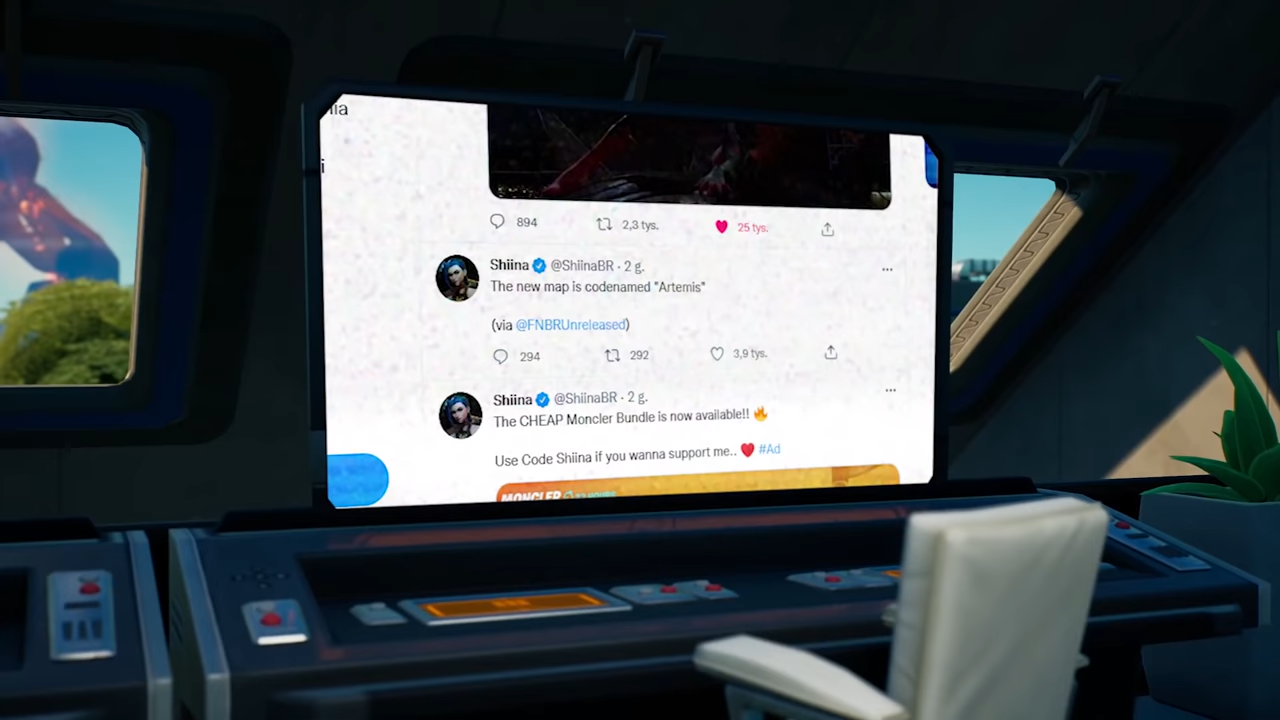 iia
i
894 2,3 tys. 25 tys.
Shiina @ShiinaBR · 2 g.
The new map is codenamed "Artemis"
(via @FNBRUnreleased)
294 292 3,9 tys.
Shiina @ShiinaBR · 2 g.
The CHEAP Moncler Bundle is now available!! 🔥
Use Code Shiina if you wanna support me.. ❤️ #Ad
MONCLER